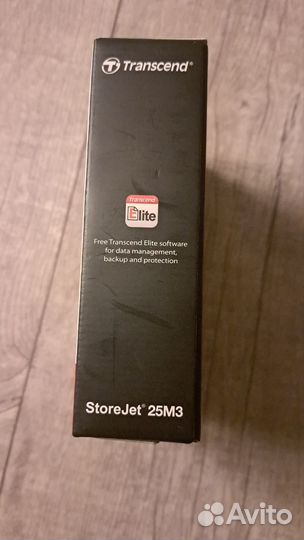 Transcend®
Transcend
Elite
Free Transcend Elite software
for data management,
backup and protection
StoreJet® 25M3
Avito